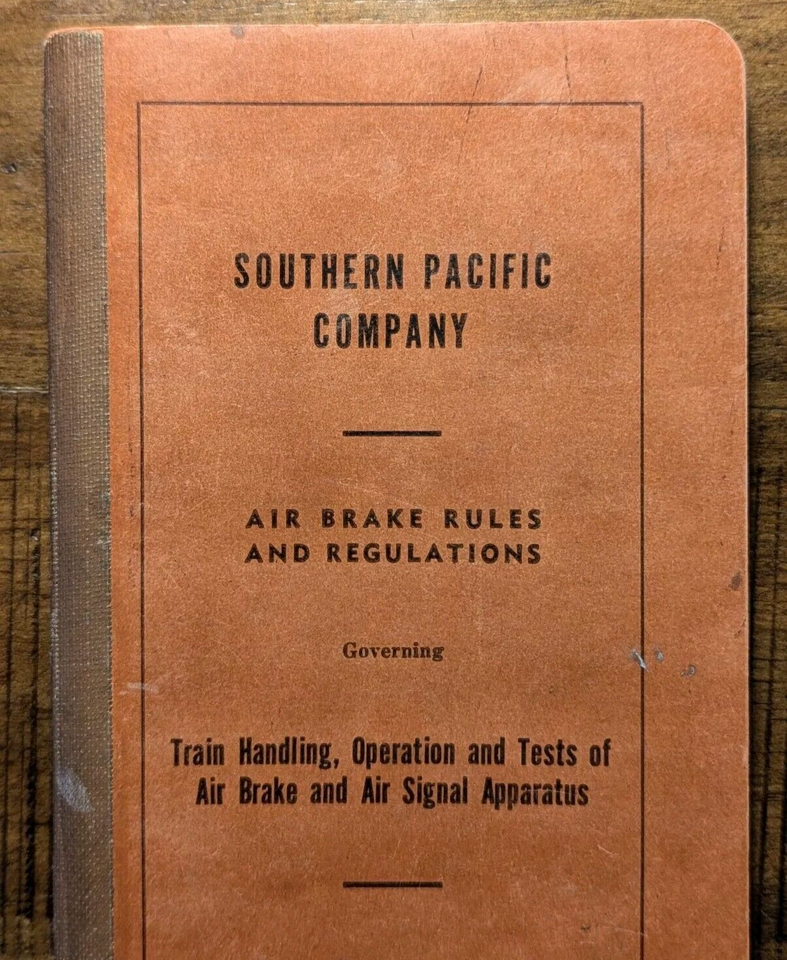 SOUTHERN PACIFIC
COMPANY
AIR BRAKE RULES
AND REGULATIONS
Governing
Train Handling, Operation and Tests of
Air Brake and Air Signal Apparatus